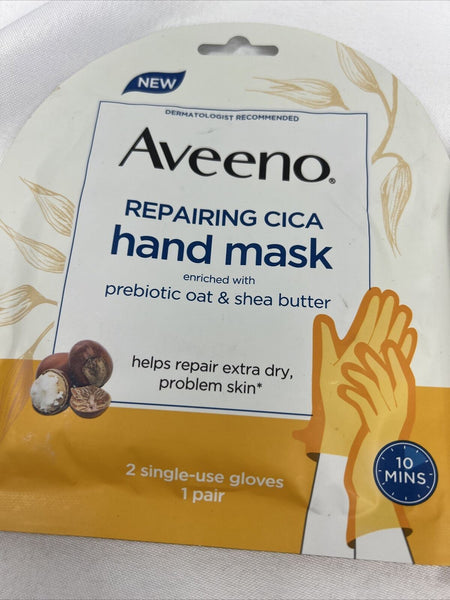 NEW
DERMATOLOGIST RECOMMENDED
Aveeno®
REPAIRING CICA
hand mask
enriched with
prebiotic oat & shea butter
helps repair extra dry,
problem skin*
2 single-use gloves
1 pair
10
MINS